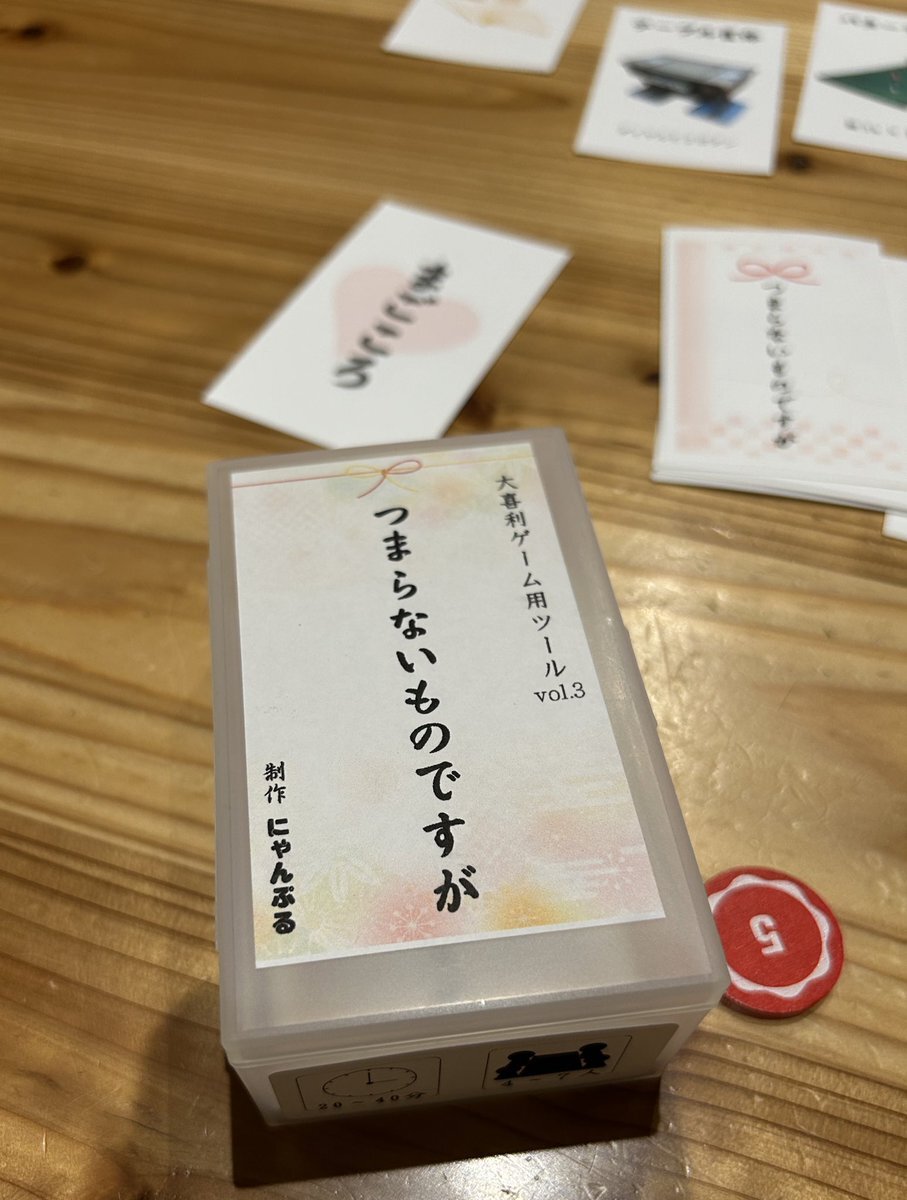 まごころ
つまらないものですが
大喜利ゲーム用ツール
vol.3
つまらないものですが
制作 にゃんぶる
5
20~40分
4~7人